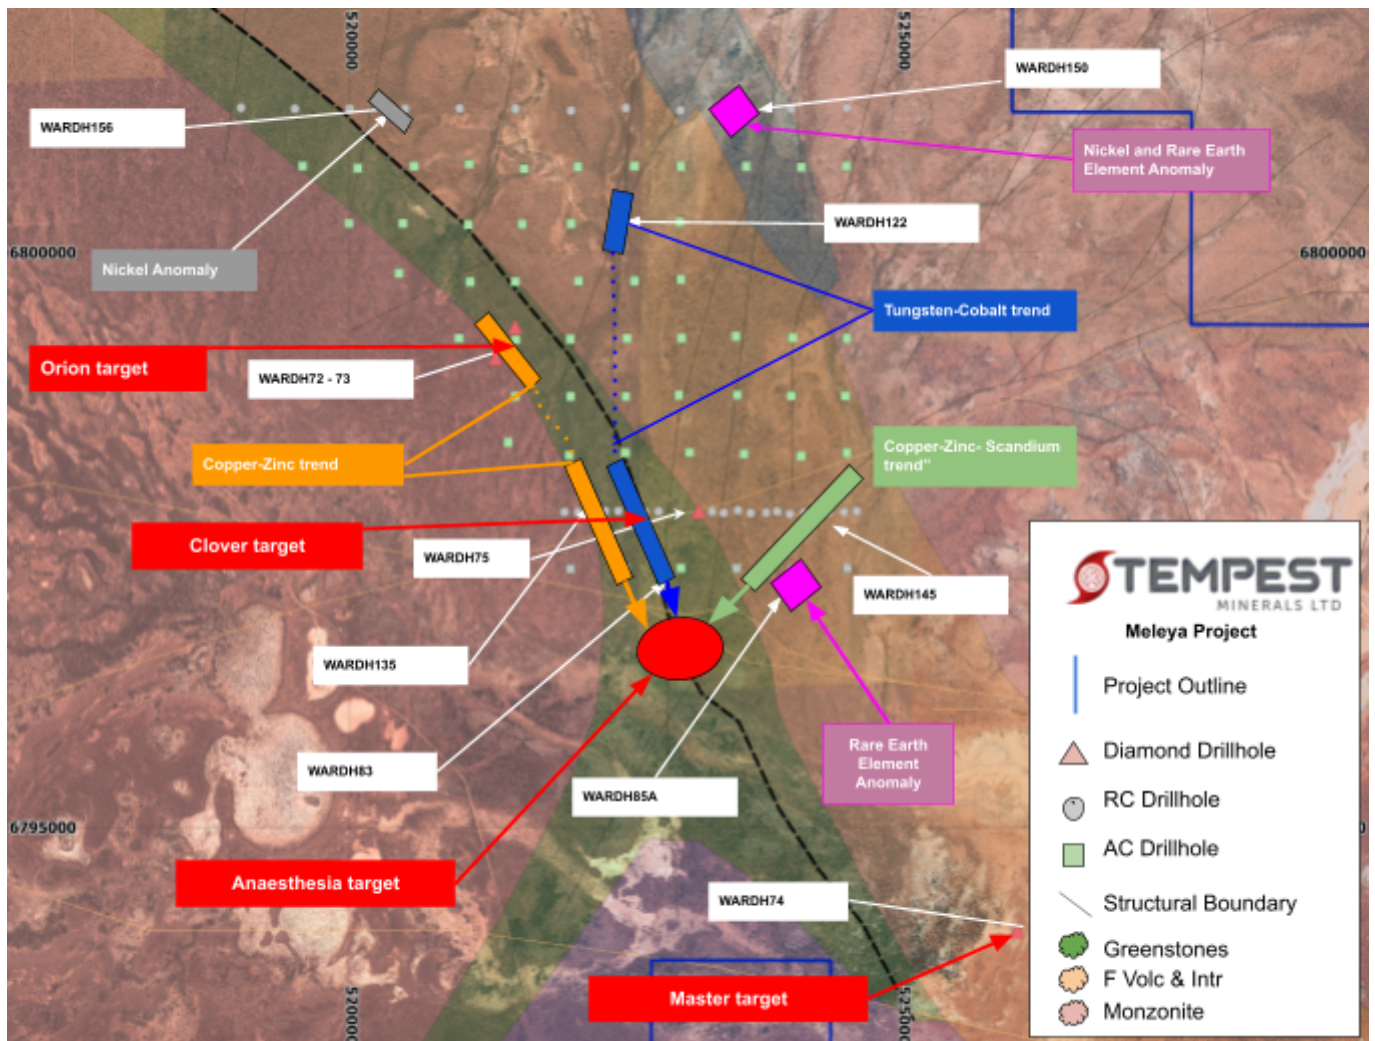 520000
525000
WARDH150
WARDH156
Nickel and Rare Earth
Element Anomaly
WARDH122
6800000
6800000
Nickel Anomaly
Tungsten-Cobalt trend
Orion target
WARDH72 - 73
Copper-Zinc trend
Copper-Zinc- Scandium
trend"
Clover target
WARDH75
WARDH145
WARDH135
WARDH83
Rare Earth
Element
Anomaly
WARDH85A
6795000
Anaesthesia target
WARDH74
Master target
520000
525000
TEMPEST
MINERALS LTD
Meleya Project
Project Outline
Diamond Drillhole
RC Drillhole
AC Drillhole
Structural Boundary
Greenstones
F Volc & Intr
Monzonite